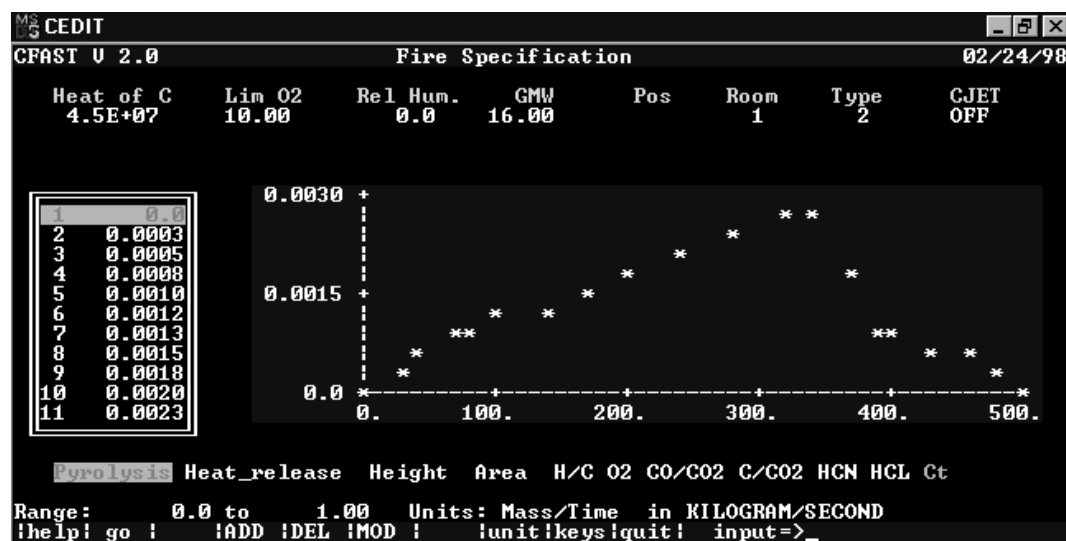 MS DOS CEDIT
CFAST V 2.0 Fire Specification 02/24/98
Heat of C Lim O2 Rel Hum. GMW Pos Room Type CJET
4.5E+07 10.00 0.0 16.00 1 2 OFF
0.0030
1 0.0
2 0.0003
3 0.0005
4 0.0008
5 0.0010 0.0015
6 0.0012
7 0.0013
8 0.0015
9 0.0018
10 0.0020 0.0
11 0.0023 0. 100. 200. 300. 400. 500.
Pyrolysis Heat_release Height Area H/C O2 CO/CO2 C/CO2 HCN HCL Ct
Range: 0.0 to 1.00 Units: Mass/Time in KILOGRAM/SECOND
|help| go | |ADD |DEL |MOD | |unit|keys|quit| input=>_